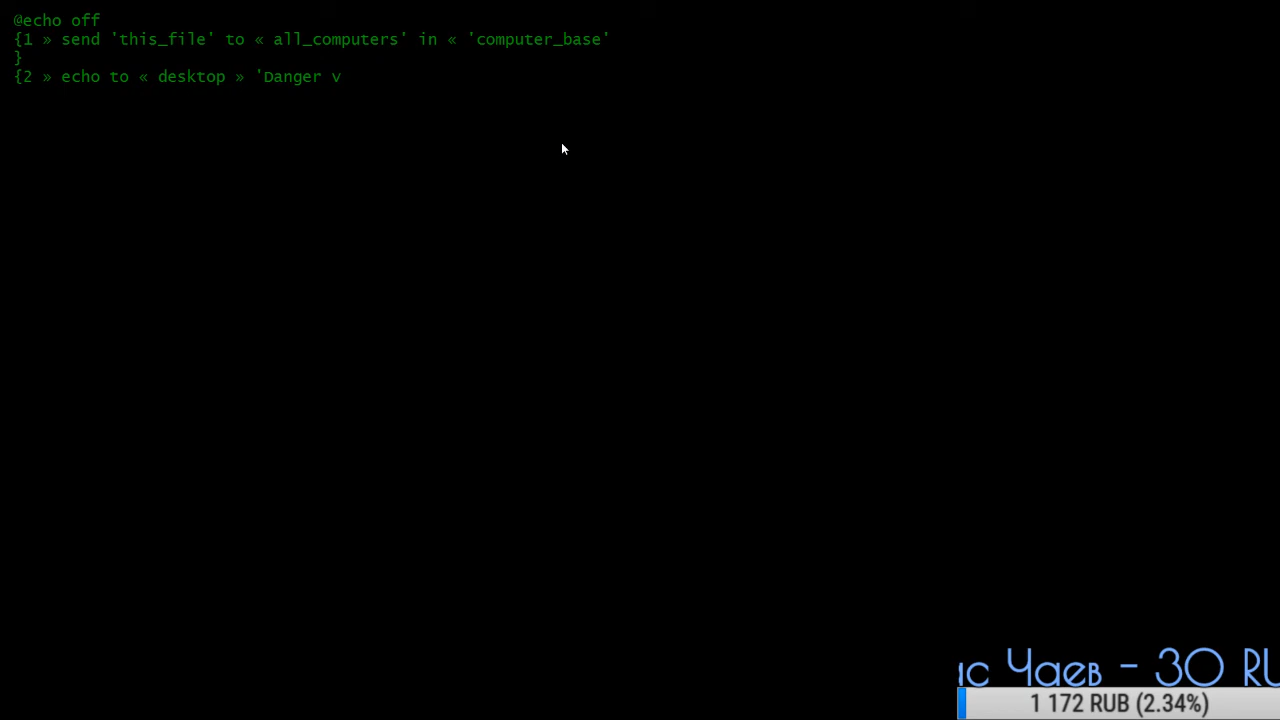 @echo off
{1 » send 'this_file' to « all_computers' in « 'computer_base'
}
{2 » echo to « desktop » 'Danger v
Чаев - 30 RU
1 172 RUB (2.34%)